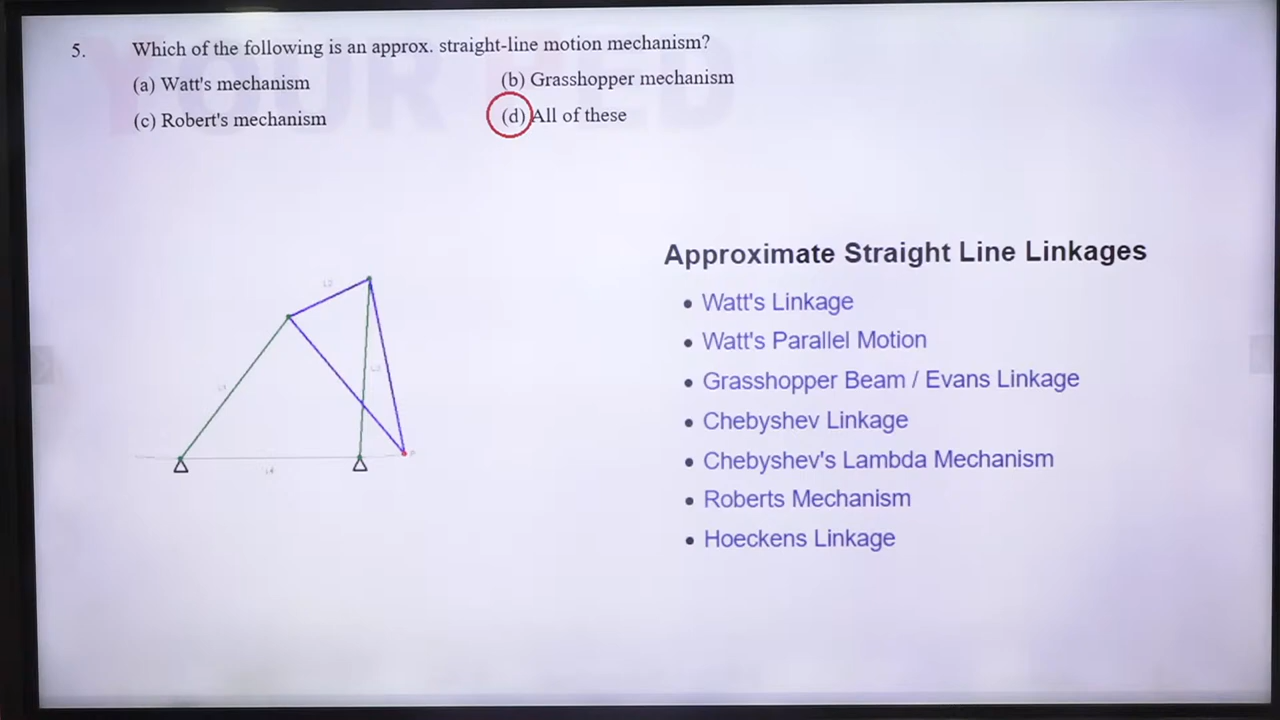 5. Which of the following is an approx. straight-line motion mechanism?
(a) Watt's mechanism (b) Grasshopper mechanism
(c) Robert's mechanism (d) All of these
Approximate Straight Line Linkages
• Watt's Linkage
• Watt's Parallel Motion
• Grasshopper Beam / Evans Linkage
• Chebyshev Linkage
• Chebyshev's Lambda Mechanism
• Roberts Mechanism
• Hoeckens Linkage
L4